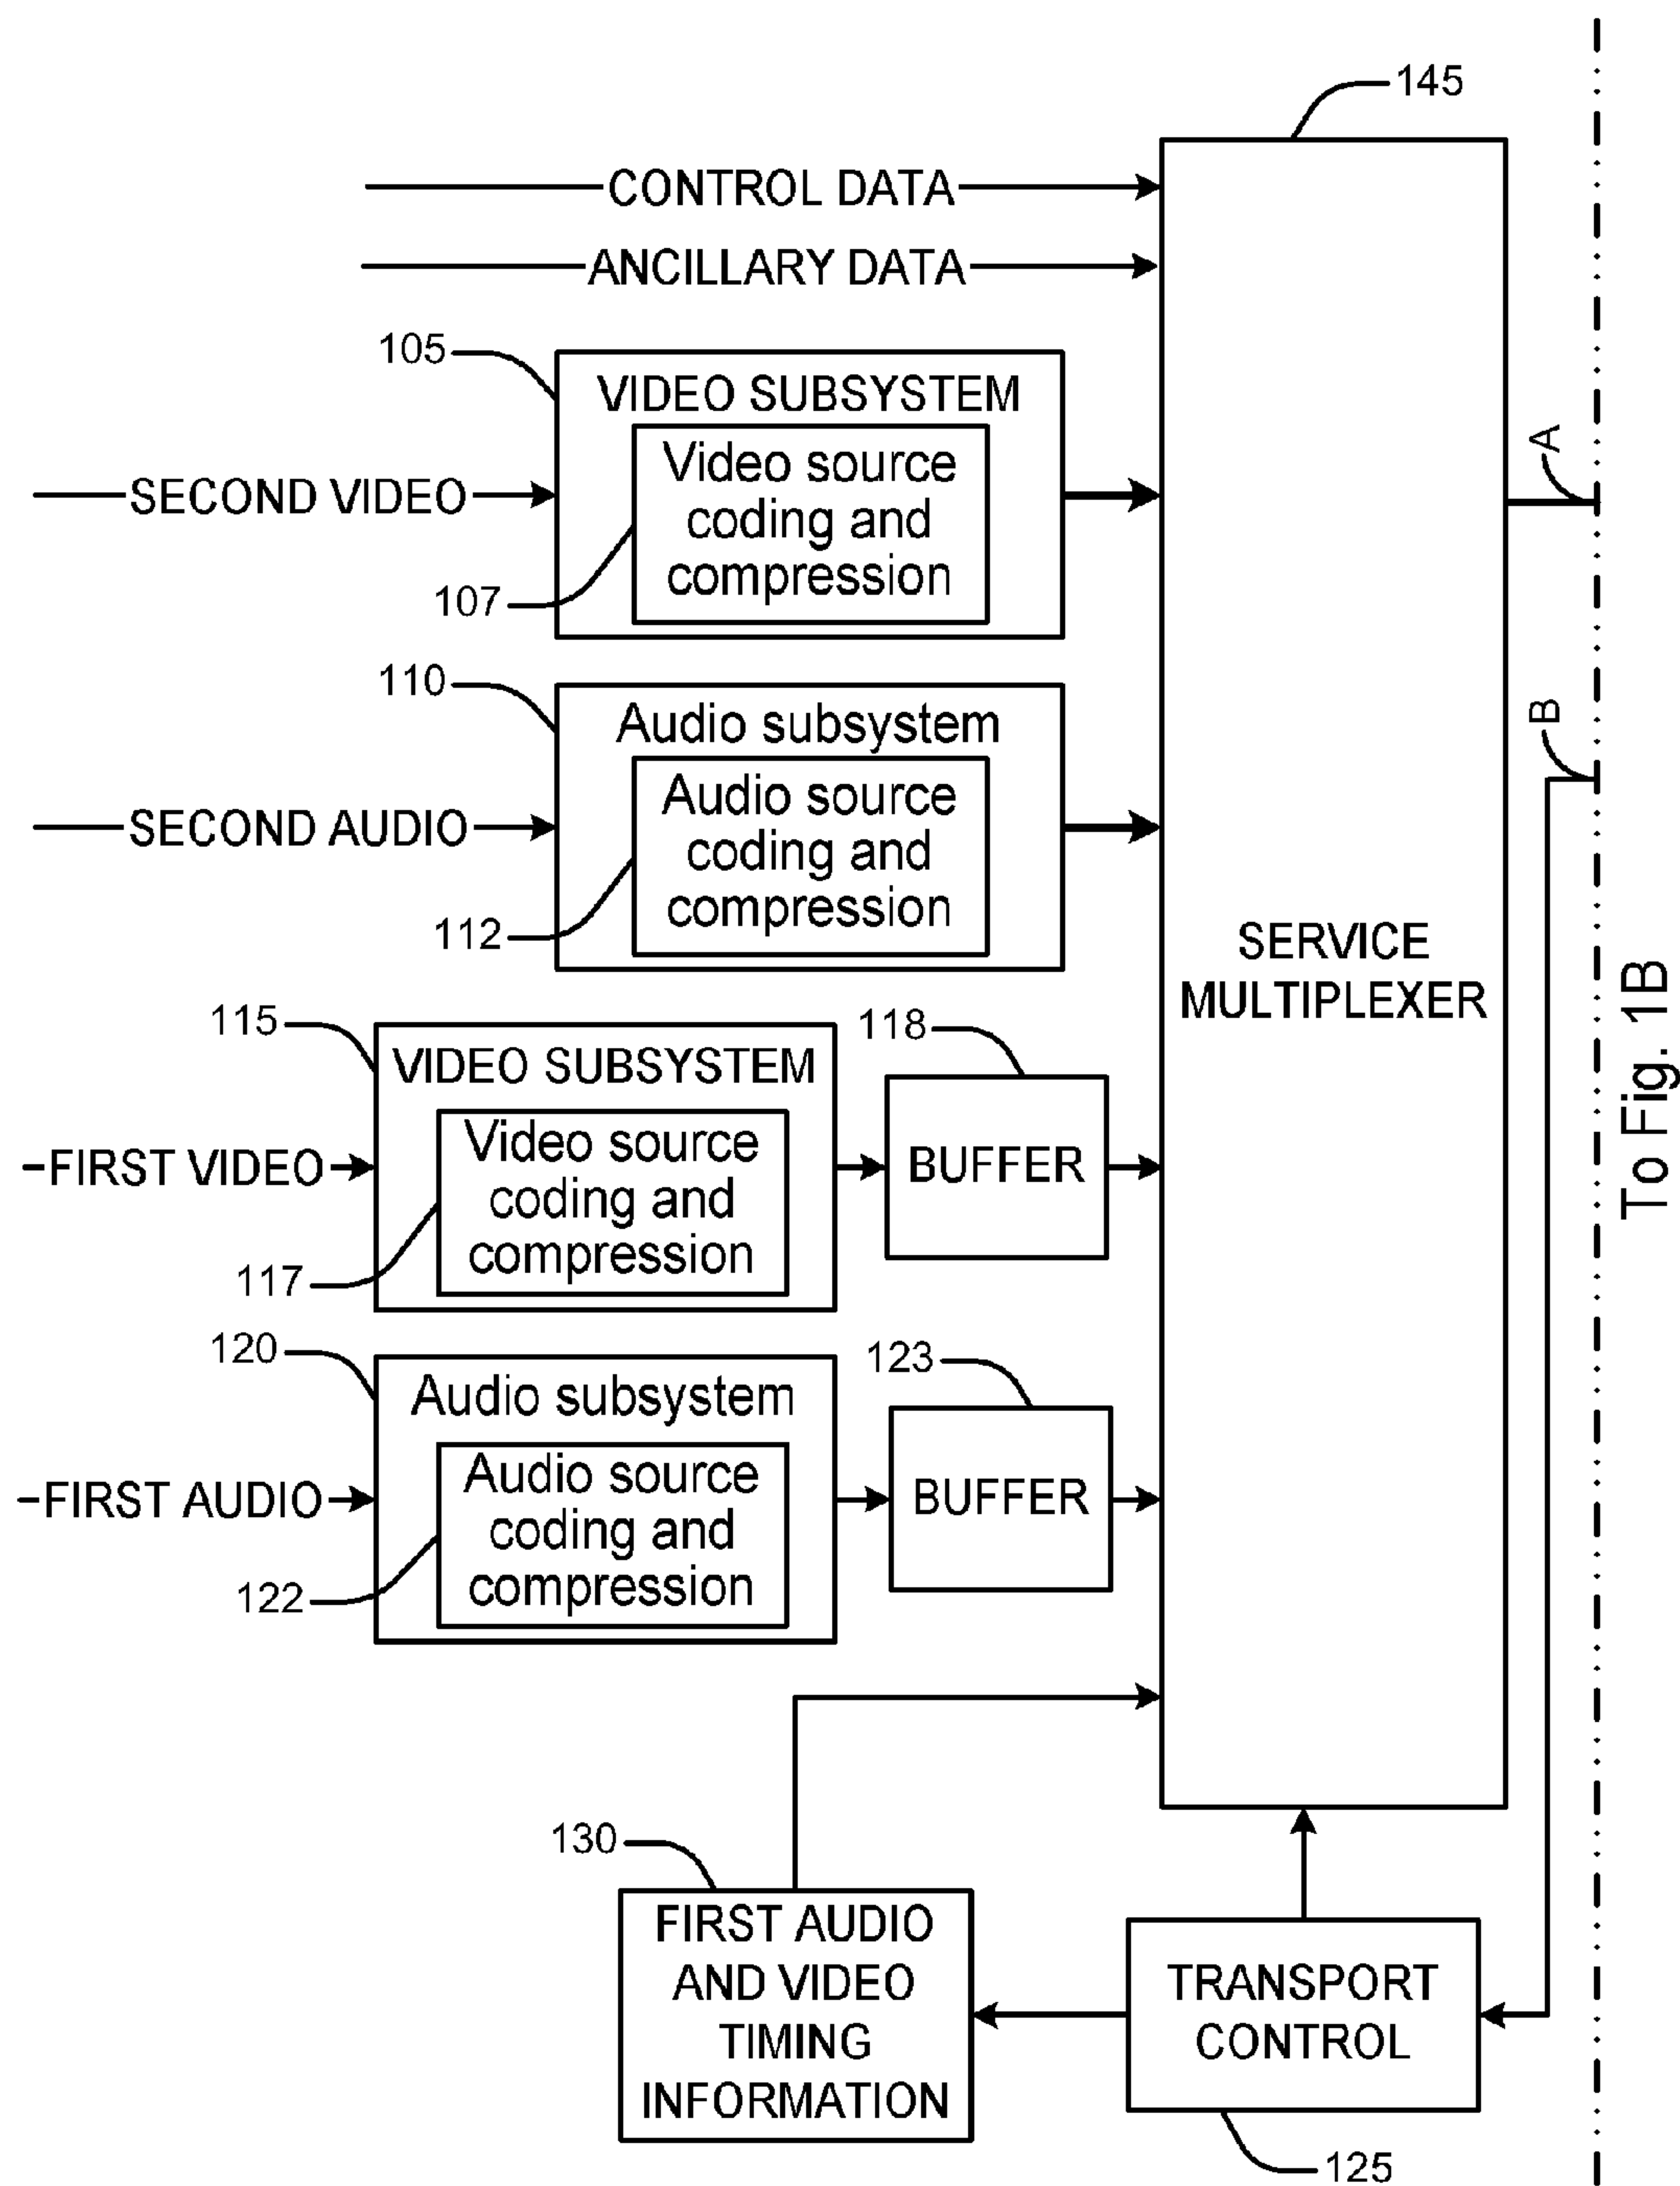 145
CONTROL DATA
ANCILLARY DATA
105
VIDEO SUBSYSTEM
Video source
coding and
compression
SECOND VIDEO
107
A
110
Audio subsystem
Audio source
coding and
compression
SECOND AUDIO
112
B
SERVICE
MULTIPLEXER
To Fig. 1B
115
VIDEO SUBSYSTEM
Video source
coding and
compression
FIRST VIDEO
117
118
BUFFER
120
Audio subsystem
Audio source
coding and
compression
FIRST AUDIO
122
123
BUFFER
130
FIRST AUDIO
AND VIDEO
TIMING
INFORMATION
TRANSPORT
CONTROL
125